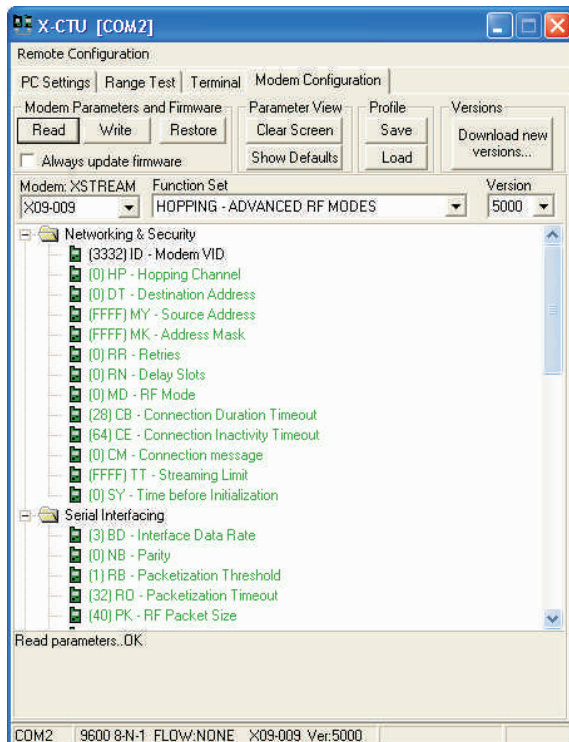 X-CTU [COM2]
Remote Configuration
PC Settings Range Test Terminal Modem Configuration
Modem Parameters and Firmware Parameter View Profile Versions
Read Write Restore Clear Screen Save Download new versions...
Always update firmware Show Defaults Load
Modem: XSTREAM Function Set Version
X09-009 HOPPING - ADVANCED RF MODES 5000
Networking & Security
(3332) ID - Modem VID
(0) HP - Hopping Channel
(0) DT - Destination Address
(FFFF) MY - Source Address
(FFFF) MK - Address Mask
(0) RR - Retries
(0) RN - Delay Slots
(0) MD - RF Mode
(28) CB - Connection Duration Timeout
(64) CE - Connection Inactivity Timeout
(0) CM - Connection message
(FFFF) TT - Streaming Limit
(0) SY - Time before Initialization
Serial Interfacing
(3) BD - Interface Data Rate
(0) NB - Parity
(1) RB - Packetization Threshold
(32) RO - Packetization Timeout
(40) PK - RF Packet Size
Read parameters..OK
COM2 9600 8-N-1 FLOW:NONE X09-009 Ver:5000